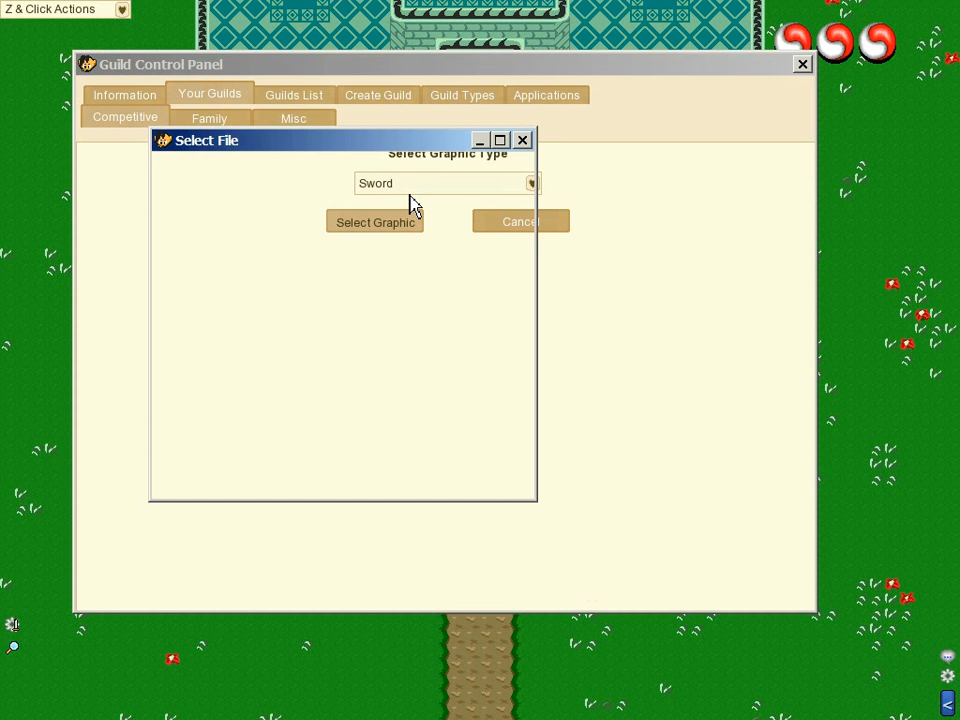 Z & Click Actions
Guild Control Panel
Information
Your Guilds
Guilds List
Create Guild
Guild Types
Applications
Competitive
Family
Misc
Select File
Select Graphic Type
Sword
Select Graphic
Cancel
<